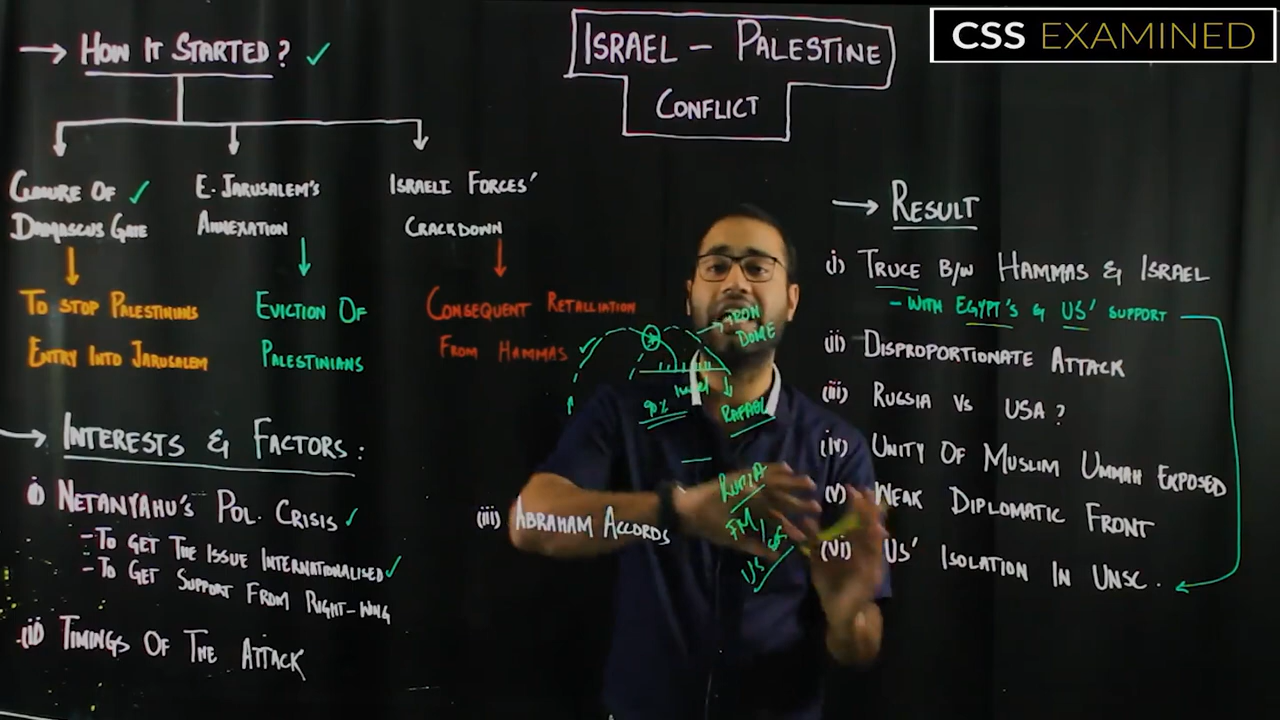 CSS EXAMINED
ISRAEL – PALESTINE
CONFLICT
→ HOW IT STARTED? ✓
CLOSURE OF ✓
DAMASCUS GATE
TO STOP PALESTINIANS
ENTRY INTO JARUSALEM
E. JARUSALEM'S
ANNEXATION
EVICTION OF
PALESTINIANS
ISRAELI FORCES'
CRACKDOWN
CONSEQUENT RETALLIATION
FROM HAMMAS
→ INTERESTS & FACTORS:
(i) NETANYAHU'S POL. CRISIS ✓
- TO GET THE ISSUE INTERNATIONALISED ✓
- TO GET SUPPORT FROM RIGHT-WING
(ii) TIMINGS OF THE ATTACK
(iii) ABRAHAM ACCORDS
IRON
DOME
Israel
90%
RAFAEL
FM /
US
→ RESULT
(i) TRUCE B/W HAMMAS & ISRAEL
- WITH EGYPT'S & US' SUPPORT
(ii) DISPROPORTIONATE ATTACK
(iii) RUSSIA VS USA?
(iv) UNITY OF MUSLIM UMMAH EXPOSED
(v) WEAK DIPLOMATIC FRONT
(vi) US' ISOLATION IN UNSC.